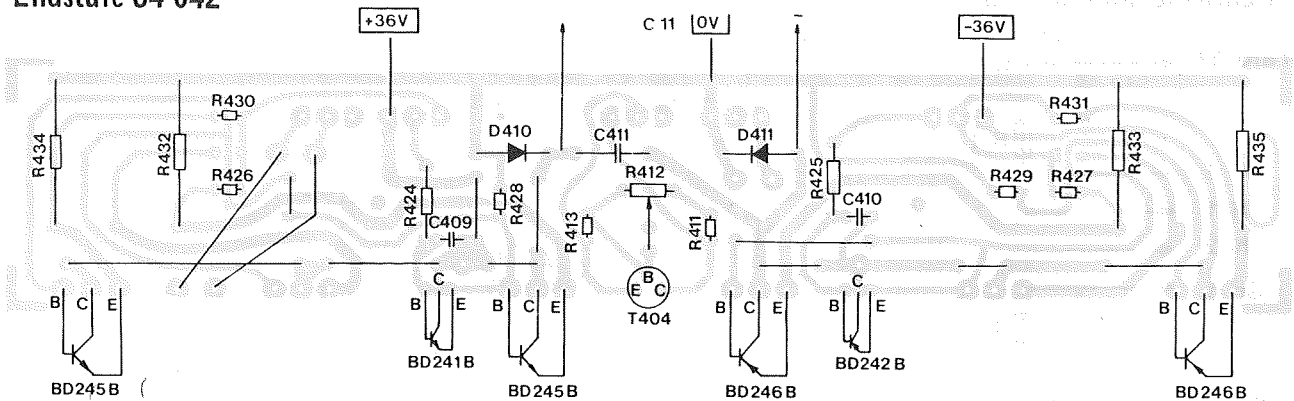 Endstufe 84-042
+36V
C 11
0V
-36V
R430
R431
D410
C411
D411
R434
R432
R426
R424
C409
R428
R413
R412
R411
R425
C410
R429
R427
R433
R435
B C E
BD245B
B C E
BD241B
B C E
BD245B
E B C
T404
B C E
BD246B
B C E
BD242B
B C E
BD246B